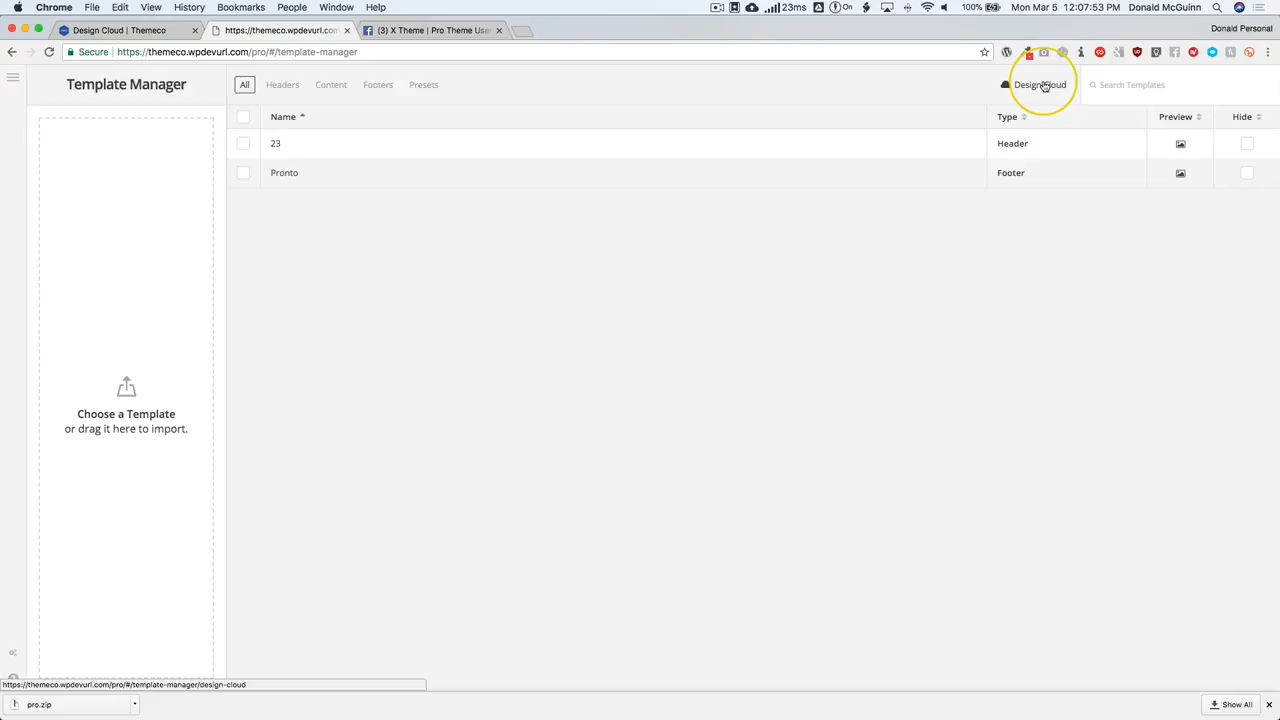 Chrome File Edit View History Bookmarks People Window Help 23ms On 100% Mon Mar 5 12:07:53 PM Donald McGuinn
Design Cloud | Themeco × https://themeco.wpdevurl.com × (3) X Theme | Pro Theme Use × Donald Personal
Secure https://themeco.wpdevurl.com/pro/#/template-manager
Template Manager All Headers Content Footers Presets Design Cloud Search Templates
Name Type Preview Hide
23 Header
Pronto Footer
Choose a Template
or drag it here to import.
https://themeco.wpdevurl.com/pro/#/template-manager/design-cloud
pro.zip Show All ×